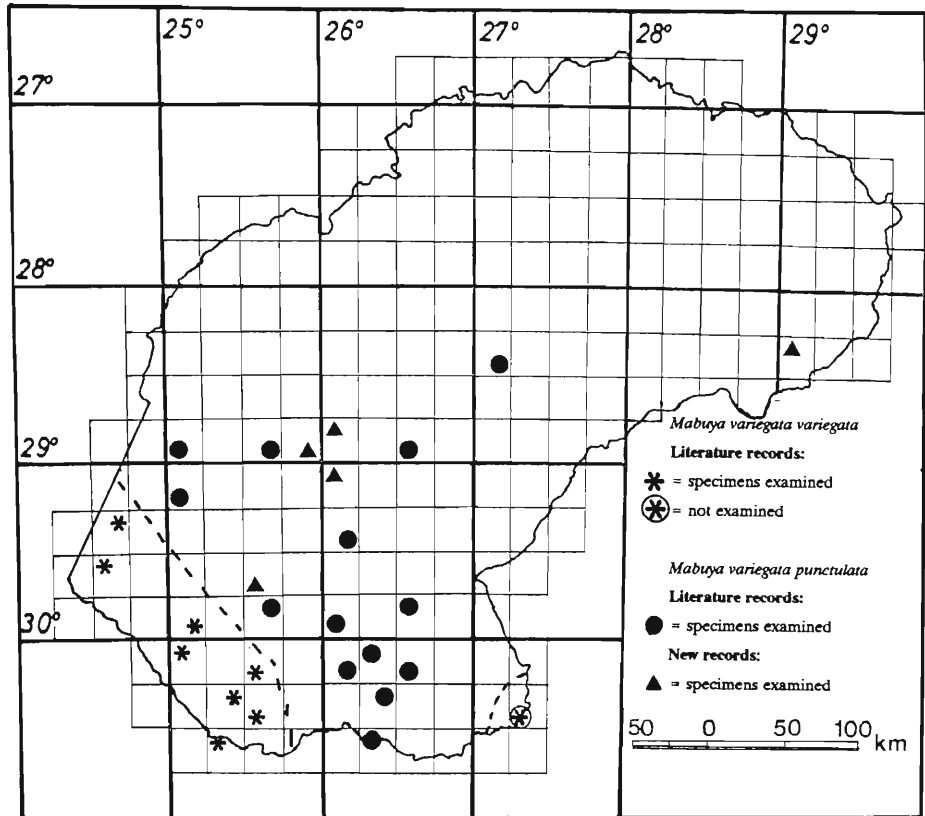 25° 26° 27° 28° 29°
27°
28°
29°
30°
Mabuya variegata variegata
Literature records:
= specimens examined
= not examined
Mabuya variegata punctulata
Literature records:
= specimens examined
New records:
= specimens examined
50 0 50 100 km